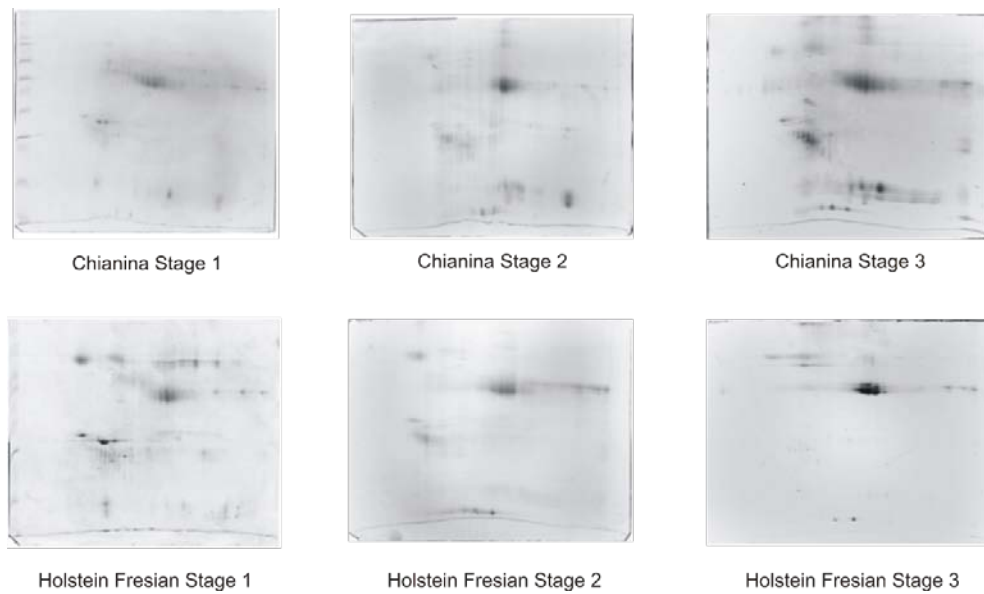 Chianina Stage 1
Chianina Stage 2
Chianina Stage 3
Holstein Fresian Stage 1
Holstein Fresian Stage 2
Holstein Fresian Stage 3